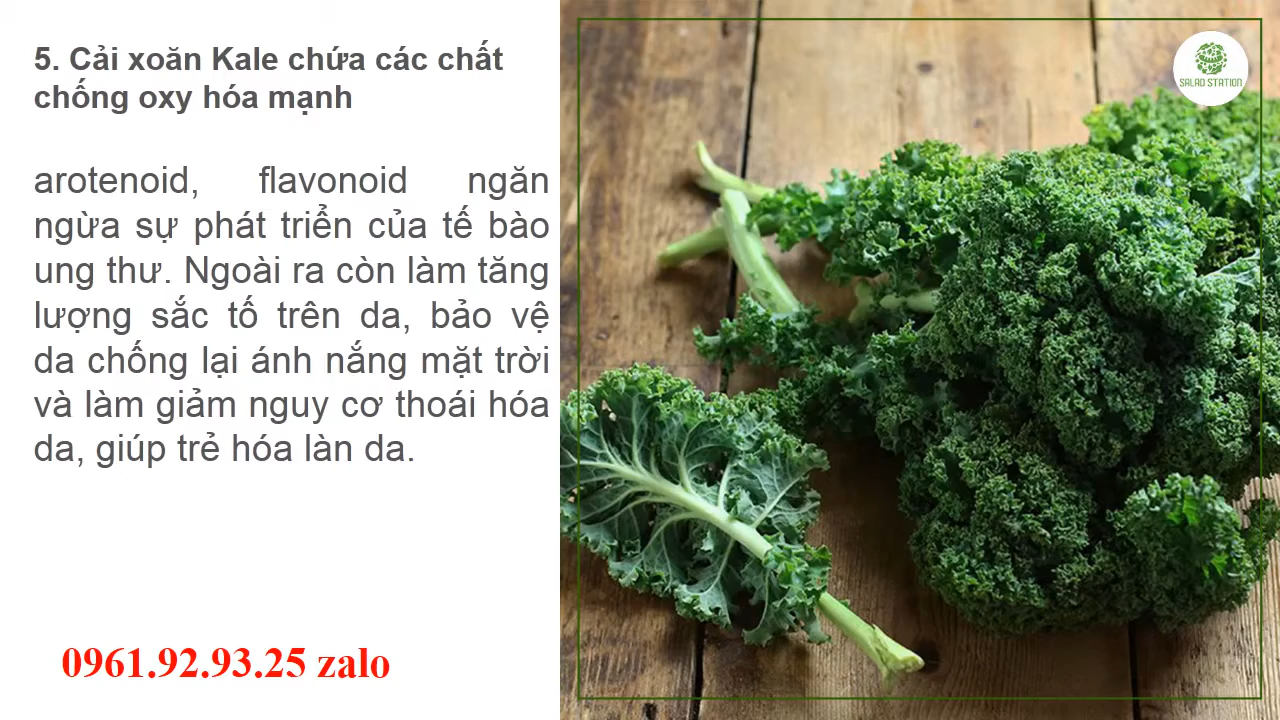 5. Cải xoăn Kale chứa các chất
chống oxy hóa mạnh
arotenoid, flavonoid ngăn
ngừa sự phát triển của tế bào
ung thư. Ngoài ra còn làm tăng
lượng sắc tố trên da, bảo vệ
da chống lại ánh nắng mặt trời
và làm giảm nguy cơ thoái hóa
da, giúp trẻ hóa làn da.
0961.92.93.25 zalo
SALAD STATION